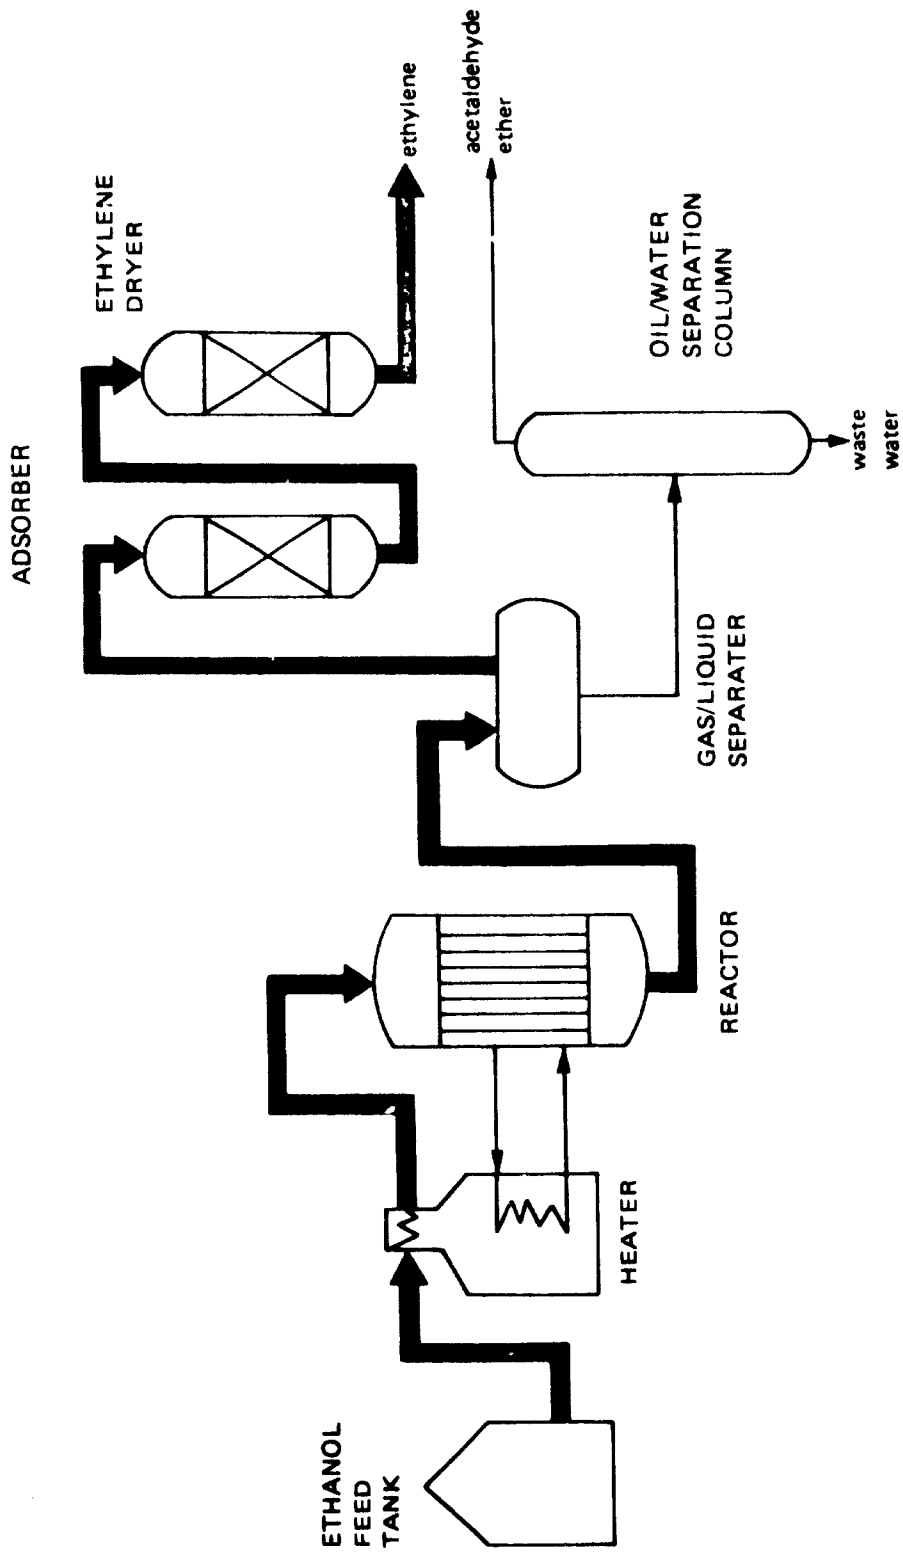 ETHANOL
FEED
TANK
HEATER
REACTOR
GAS/LIQUID
SEPARATER
ADSORBER
ETHYLENE
DRYER
ethylene
acetaldehyde
ether
OIL/WATER
SEPARATION
COLUMN
waste
water